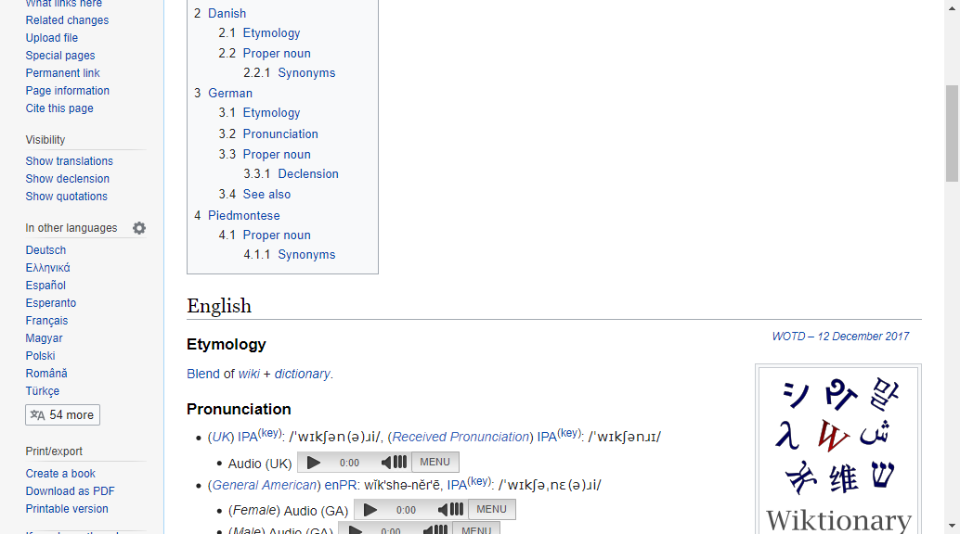 What links here
Related changes
Upload file
Special pages
Permanent link
Page information
Cite this page
Visibility
Show translations
Show declension
Show quotations
In other languages
Deutsch
Ελληνικά
Español
Esperanto
Français
Magyar
Polski
Română
Türkçe
54 more
Print/export
Create a book
Download as PDF
Printable version
2 Danish
2.1 Etymology
2.2 Proper noun
2.2.1 Synonyms
3 German
3.1 Etymology
3.2 Pronunciation
3.3 Proper noun
3.3.1 Declension
3.4 See also
4 Piedmontese
4.1 Proper noun
4.1.1 Synonyms
English
WOTD – 12 December 2017
Etymology
Blend of wiki + dictionary.
Pronunciation
(UK) IPA(key): /ˈwɪkʃən(ə)ɹi/, (Received Pronunciation) IPA(key): /ˈwɪkʃənɹɪ/
Audio (UK) 0:00 MENU
(General American) enPR: wĭk'shə-nĕr'ē, IPA(key): /ˈwɪkʃəˌnɛ(ə)ɹi/
(Female) Audio (GA) 0:00 MENU
(Male) Audio (GA) 0:00 MENU
シ 말
λ W ش
维 ש
Wiktionary